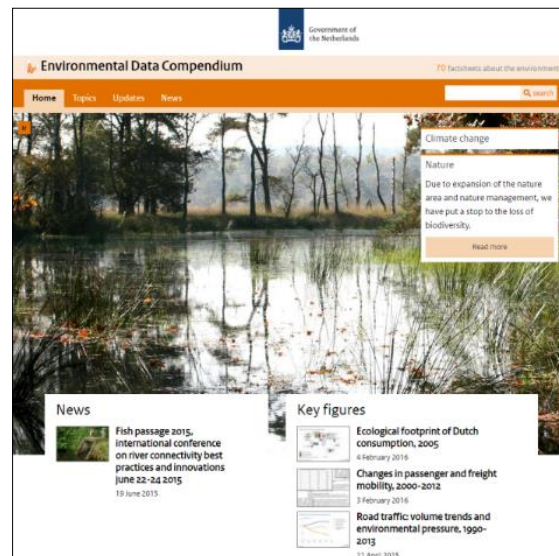 Government of
the Netherlands
Environmental Data Compendium
70 factsheets about the environment
Home Topics Updates News
search
Climate change
Nature
Due to expansion of the nature
area and nature management, we
have put a stop to the loss of
biodiversity.
Read more
News
Fish passage 2015,
international conference
on river connectivity best
practices and innovations
june 22-24 2015
19 June 2015
Key figures
Ecological footprint of Dutch
consumption, 2005
4 February 2016
Changes in passenger and freight
mobility, 2000-2012
3 February 2016
Road traffic: volume trends and
environmental pressure, 1990-
2013